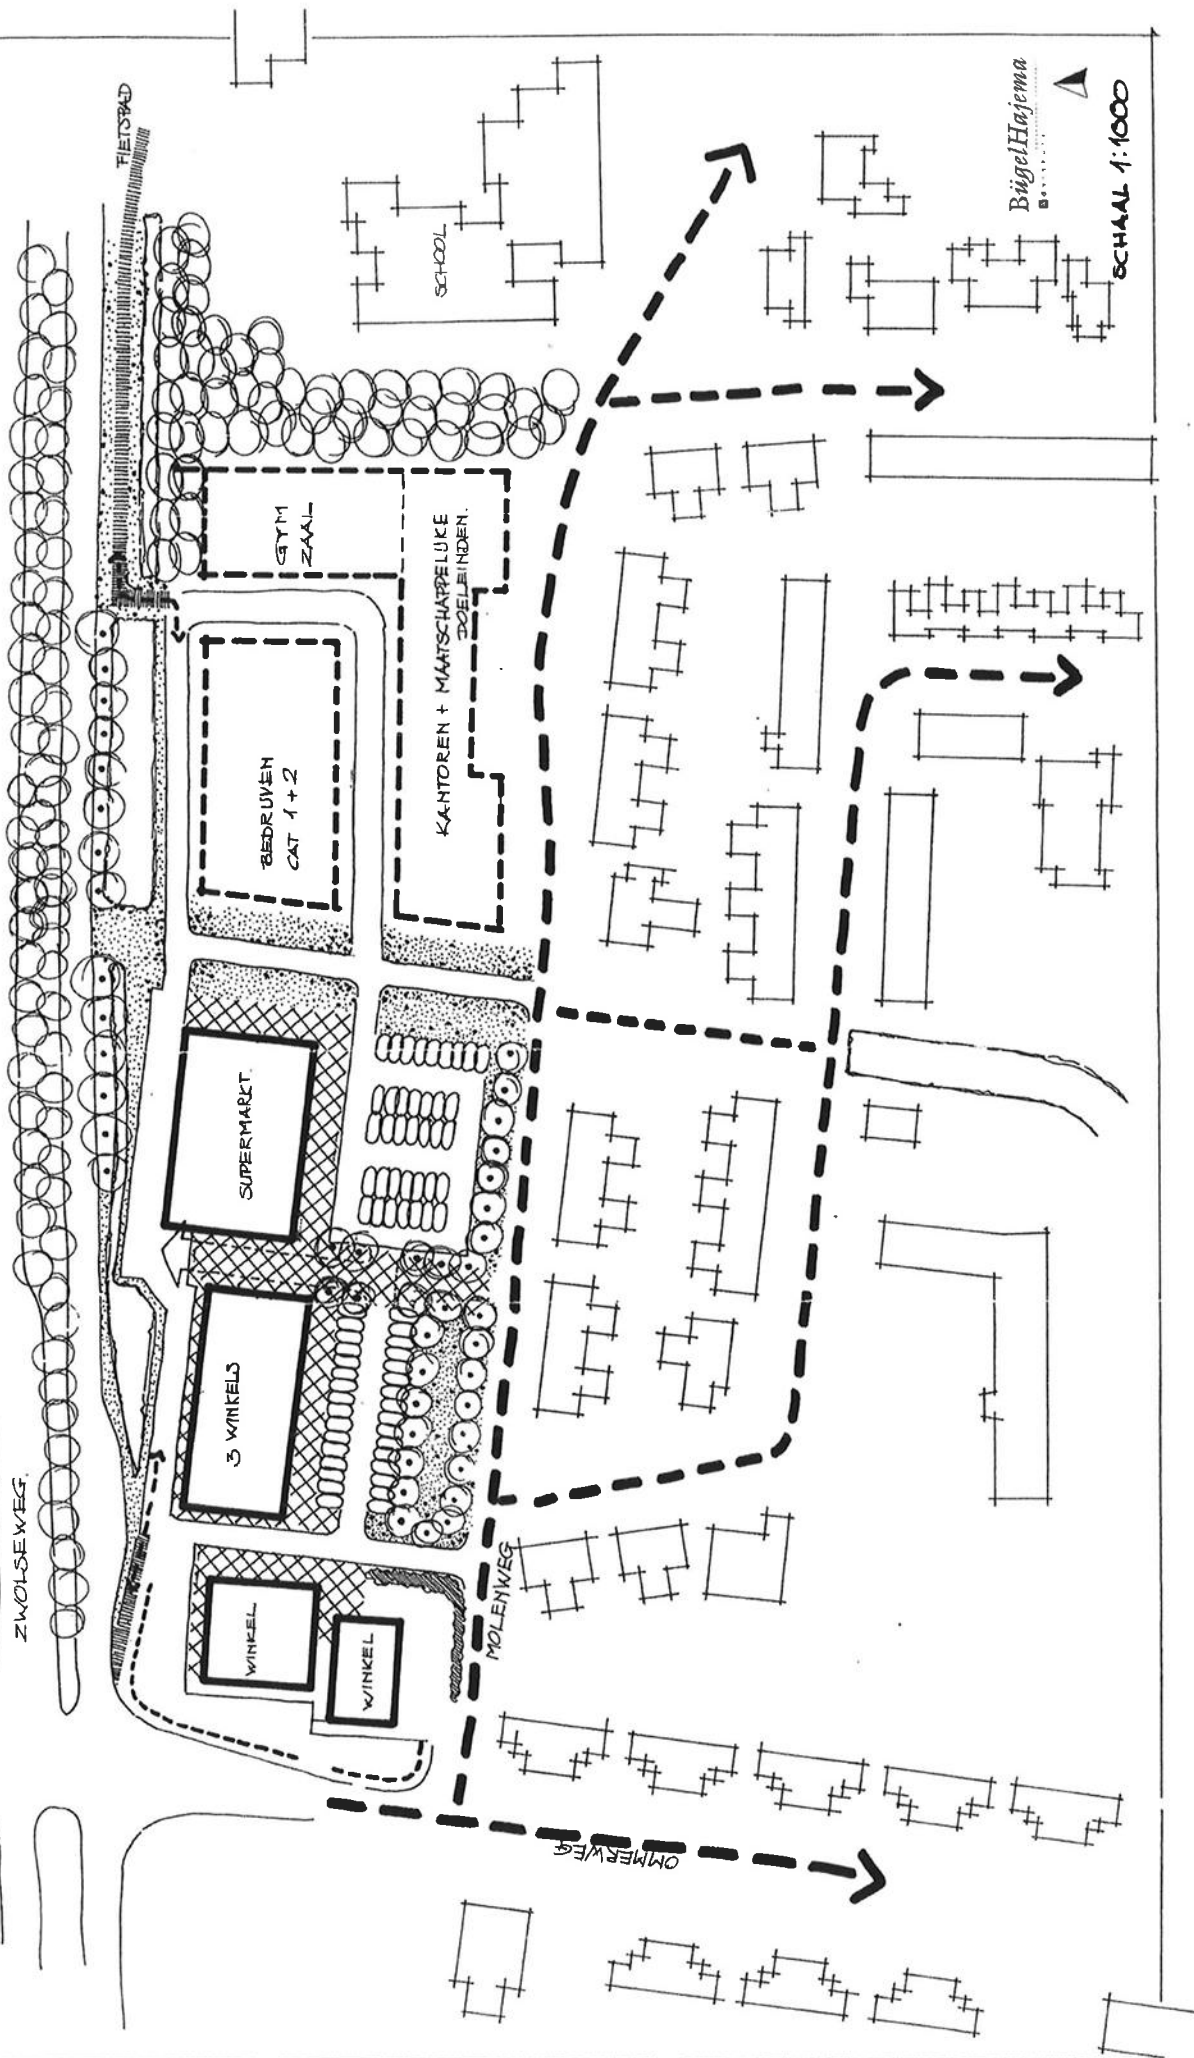 ZWOLSEWEG.
FIETSPAD
SCHOOL
GYM
ZAAL
BEDRIJVEN
CAT 1+2
KANTOREN + MAATSCHAPPELIJKE
DOELEINDEN.
SUPERMARKT.
3 WINKELS
WINKEL
WINKEL
MOLENWEG
OMMERWEG
BügelHajema
SCHAAL 1:1000